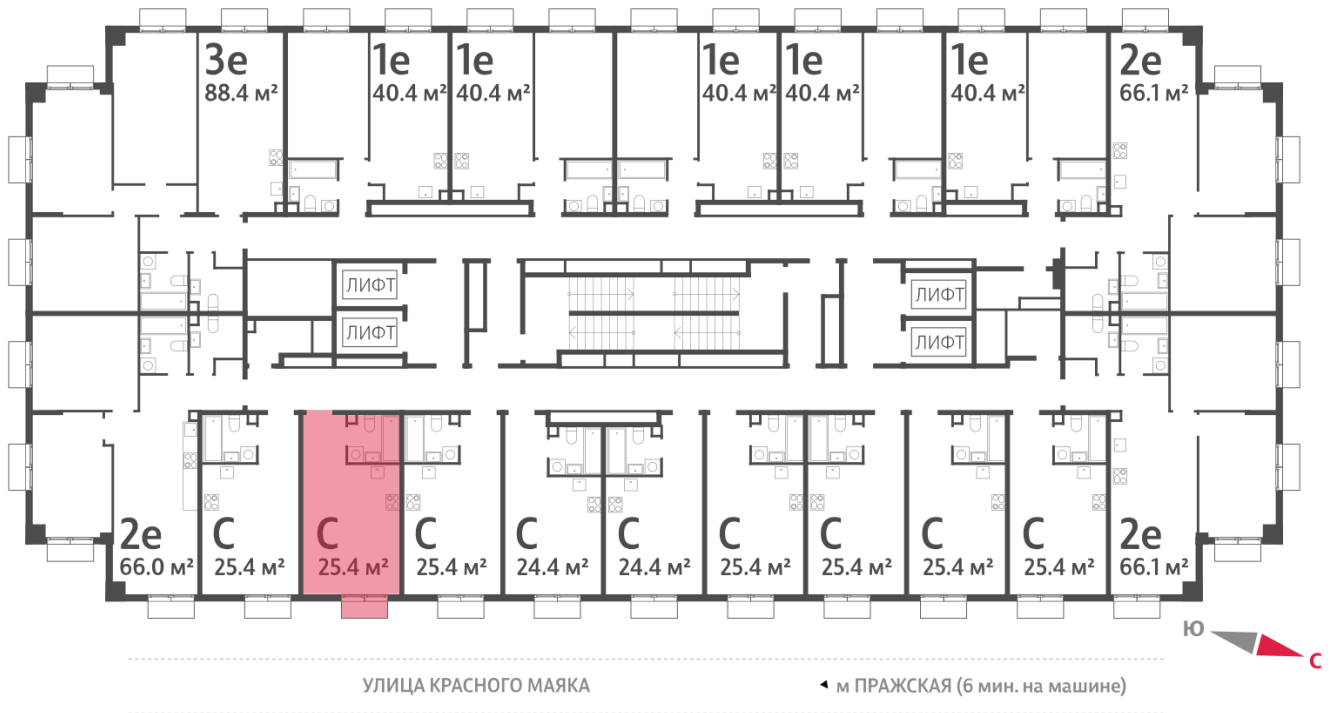 3е
88.4 м²
1е
40.4 м²
1е
40.4 м²
1е
40.4 м²
1е
40.4 м²
1е
40.4 м²
2е
66.1 м²
ЛИФТ
ЛИФТ
ЛИФТ
ЛИФТ
2е
66.0 м²
С
25.4 м²
С
25.4 м²
С
25.4 м²
С
24.4 м²
С
24.4 м²
С
25.4 м²
С
25.4 м²
С
25.4 м²
С
25.4 м²
2е
66.1 м²
Ю
С
УЛИЦА КРАСНОГО МАЯКА
м ПРАЖСКАЯ (6 мин. на машине)